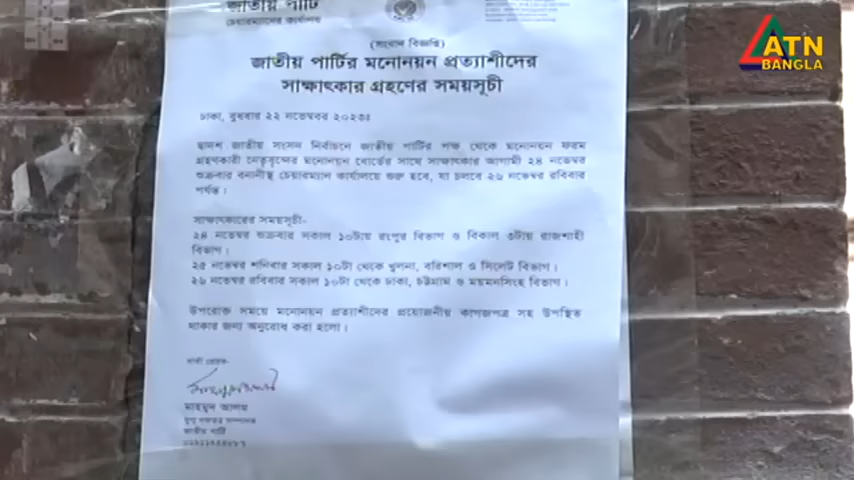 জাতীয় পার্টি
চেয়ারম্যানের কার্যালয়
ATN
BANGLA
(সংবাদ বিজ্ঞপ্তি)
জাতীয় পার্টির মনোনয়ন প্রত্যাশীদের
সাক্ষাৎকার গ্রহণের সময়সূচী
ঢাকা, বুধবার ২২ নভেম্বর ২০২৩ঃ
দ্বাদশ জাতীয় সংসদ নির্বাচনে জাতীয় পার্টির পক্ষ থেকে মনোনয়ন ফরম
গ্রহণকারী নেতৃবৃন্দের মনোনয়ন বোর্ডের সাথে সাক্ষাৎকার আগামী ২৪ নভেম্বর
শুক্রবার বনানীস্থ চেয়ারম্যান কার্যালয়ে শুরু হবে, যা চলবে ২৬ নভেম্বর রবিবার
পর্যন্ত।
সাক্ষাৎকারের সময়সূচী-
২৪ নভেম্বর শুক্রবার সকাল ১০টায় রংপুর বিভাগ ও বিকাল ৩টায় রাজশাহী
বিভাগ।
২৫ নভেম্বর শনিবার সকাল ১০টা থেকে খুলনা, বরিশাল ও সিলেট বিভাগ।
২৬ নভেম্বর রবিবার সকাল ১০টা থেকে ঢাকা, চট্টগ্রাম ও ময়মনসিংহ বিভাগ।
উপরোক্ত সময়ে মনোনয়ন প্রত্যাশীদের প্রয়োজনীয় কাগজপত্র সহ উপস্থিত
থাকার জন্য অনুরোধ করা হলো।
বার্তা প্রেরক-
মাহমুদ আলম
যুগ্ম দফতর সম্পাদক
জাতীয় পার্টি